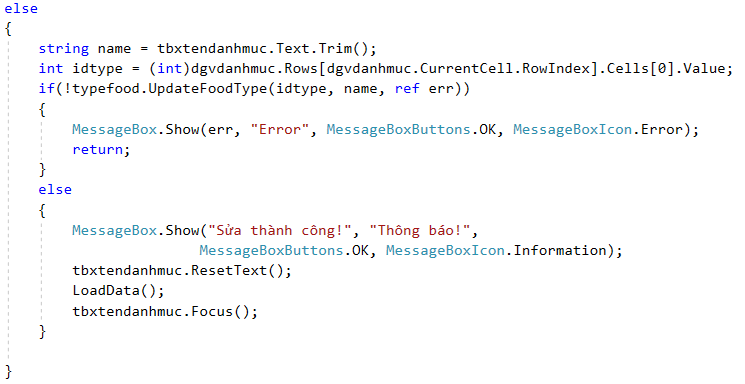 else
{
string name = tbxtendanhmuc.Text.Trim();
int idtype = (int)dgvdanhmuc.Rows[dgvdanhmuc.CurrentCell.RowIndex].Cells[0].Value;
if(!typefood.UpdateFoodType(idtype, name, ref err))
{
MessageBox.Show(err, "Error", MessageBoxButtons.OK, MessageBoxIcon.Error);
return;
}
else
{
MessageBox.Show("Sửa thành công!", "Thông báo!",
MessageBoxButtons.OK, MessageBoxIcon.Information);
tbxtendanhmuc.ResetText();
LoadData();
tbxtendanhmuc.Focus();
}
}